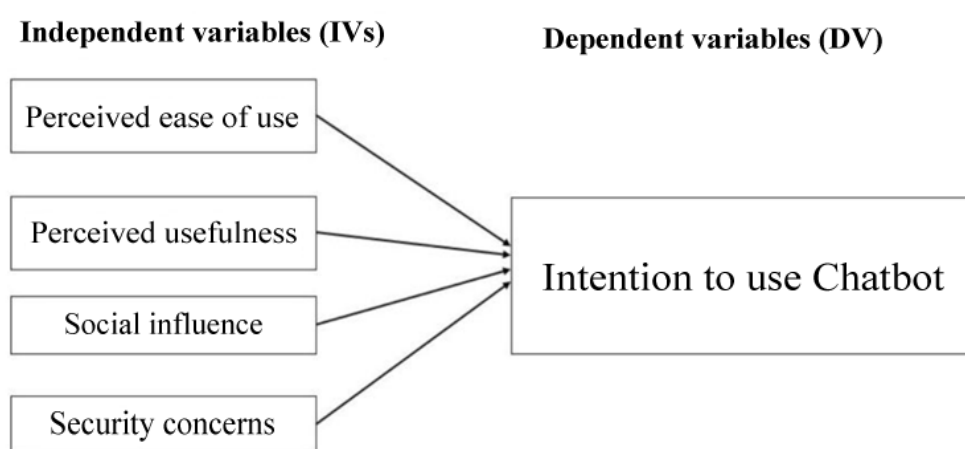 Independent variables (IVs)
Dependent variables (DV)
Perceived ease of use
Perceived usefulness
Social influence
Security concerns
Intention to use Chatbot